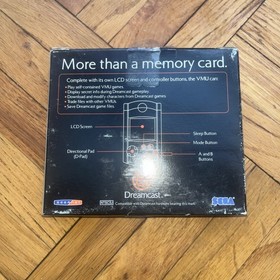 More than a memory card.
Complete with its own LCD screen and controller buttons, the VMU can:
• Play self-contained VMU games.
• Display secret info during Dreamcast gameplay.
• Download and modify characters from Dreamcast games.
• Trade files with other VMUs.
• Save Dreamcast game files.
LCD Screen
Sleep Button
Mode Button
Directional Pad
(D-Pad)
A and B
Buttons
Dreamcast
SEGA